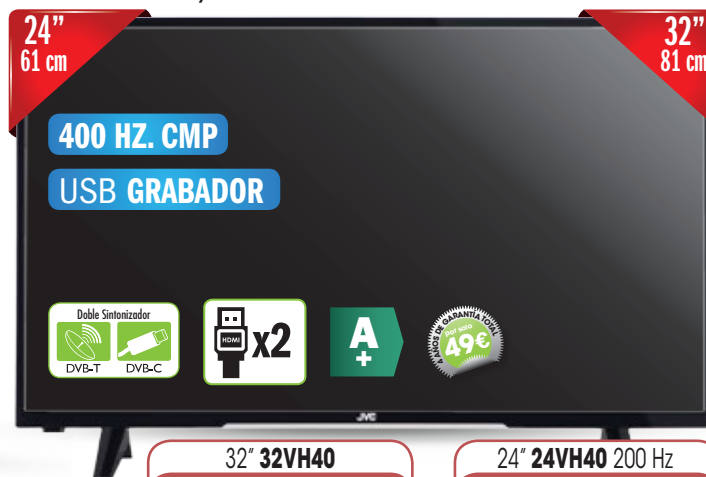 24”
61 cm
32”
81 cm
400 HZ. CMP
USB GRABADOR
Doble Sintonizador
DVB-T DVB-C
HDMI
x2
A
+
4 AÑOS DE GARANTÍA TOTAL
por solo
49€
JVC
32” 32VH40
24” 24VH40 200 Hz